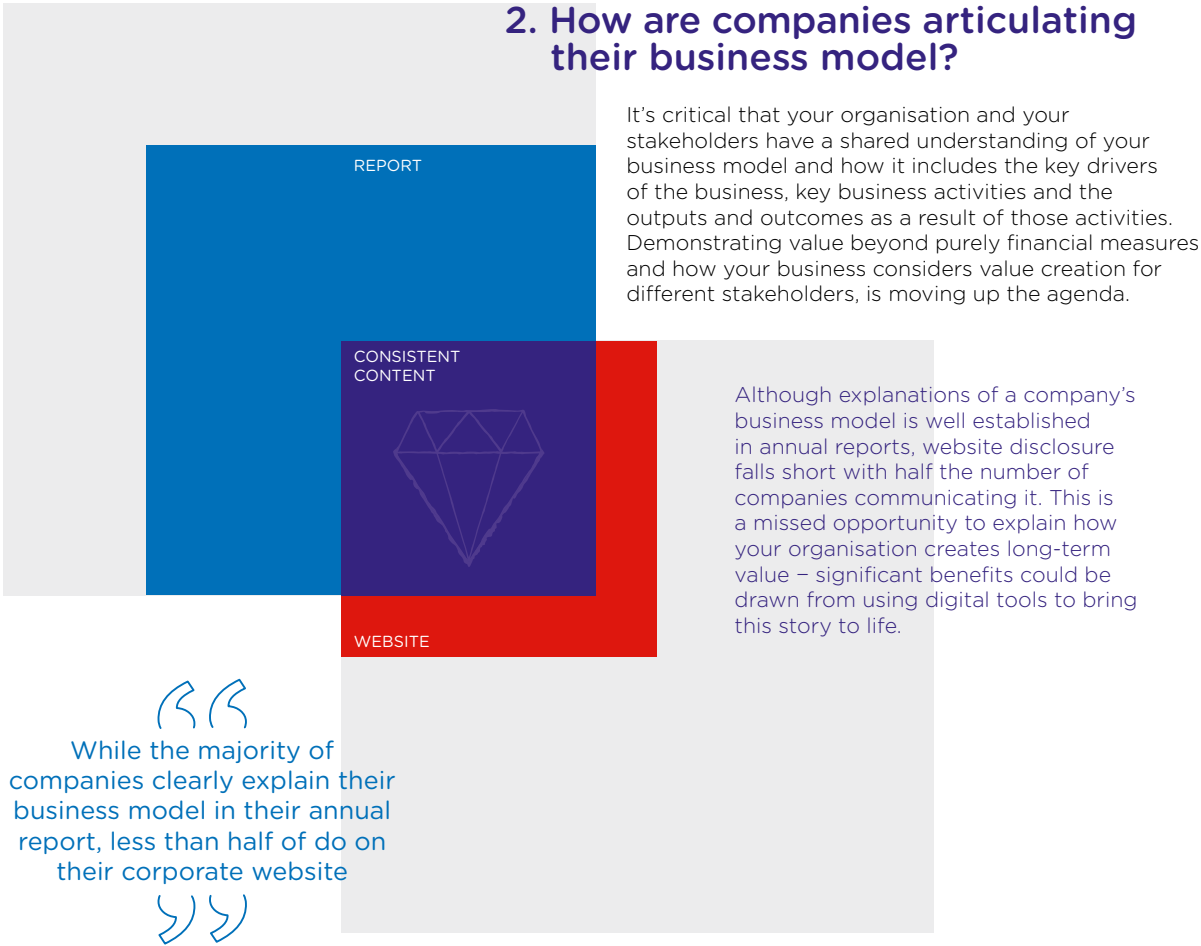 2. How are companies articulating
their business model?
It's critical that your organisation and your
stakeholders have a shared understanding of your
business model and how it includes the key drivers
of the business, key business activities and the
outputs and outcomes as a result of those activities.
Demonstrating value beyond purely financial measures
and how your business considers value creation for
different stakeholders, is moving up the agenda.
REPORT
CONSISTENT
CONTENT
WEBSITE
Although explanations of a company's
business model is well established
in annual reports, website disclosure
falls short with half the number of
companies communicating it. This is
a missed opportunity to explain how
your organisation creates long-term
value – significant benefits could be
drawn from using digital tools to bring
this story to life.
“
While the majority of
companies clearly explain their
business model in their annual
report, less than half of do on
their corporate website
”